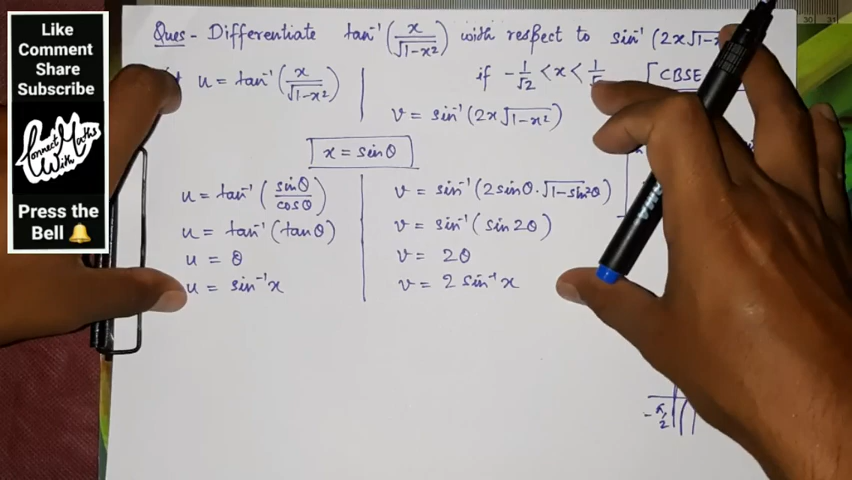 Like
Comment
Share
Subscribe
Connect With Maths
Press the
Bell 🔔
Ques - Differentiate tan⁻¹(x/√(1-x²)) with respect to sin⁻¹(2x√1-x
if -1/√2 < x < 1/√ [CBSE
u = tan⁻¹(x/√(1-x²))
v = sin⁻¹(2x√(1-x²))
x = sinθ
u = tan⁻¹(sinθ/cosθ)
u = tan⁻¹(tanθ)
u = θ
u = sin⁻¹x
v = sin⁻¹(2sinθ·√(1-sin²θ))
v = sin⁻¹(sin2θ)
v = 2θ
v = 2 sin⁻¹x
-π/2
30 31